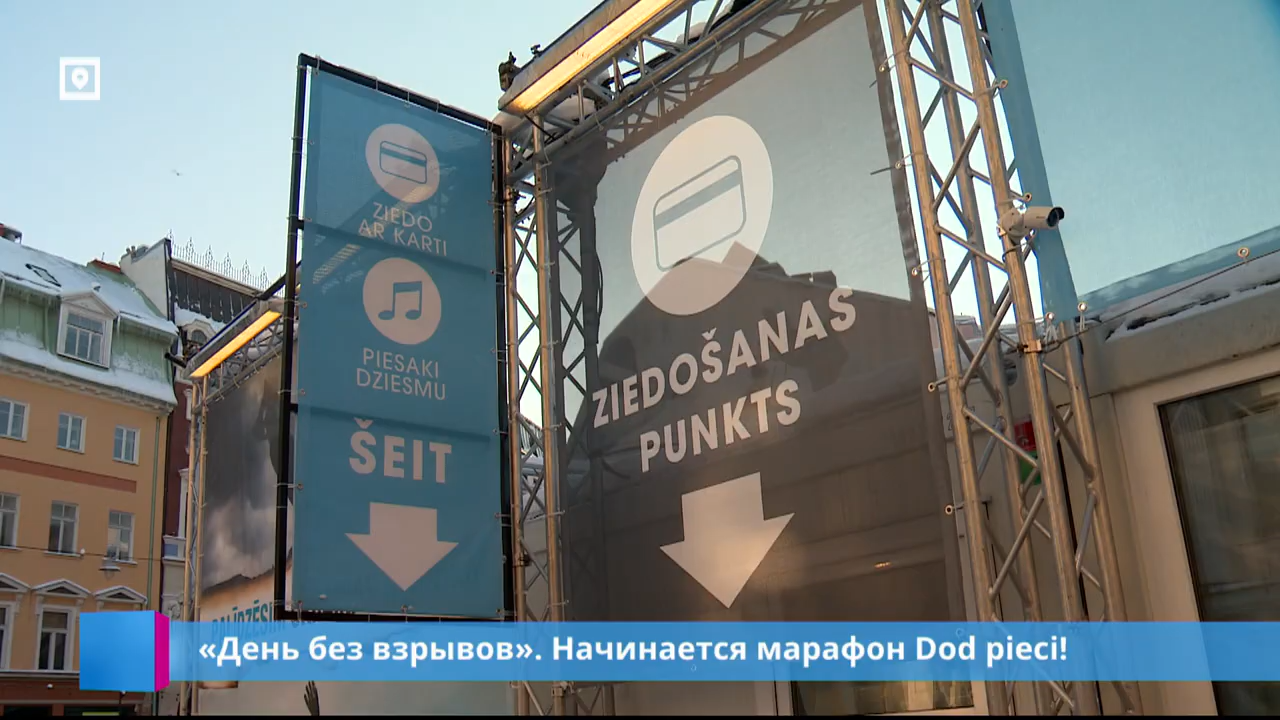 ZIEDO
AR KARTI
PIESAKI
DZIESMU
ŠEIT
ZIEDOŠANAS
PUNKTS
«День без взрывов». Начинается марафон Dod pieci!